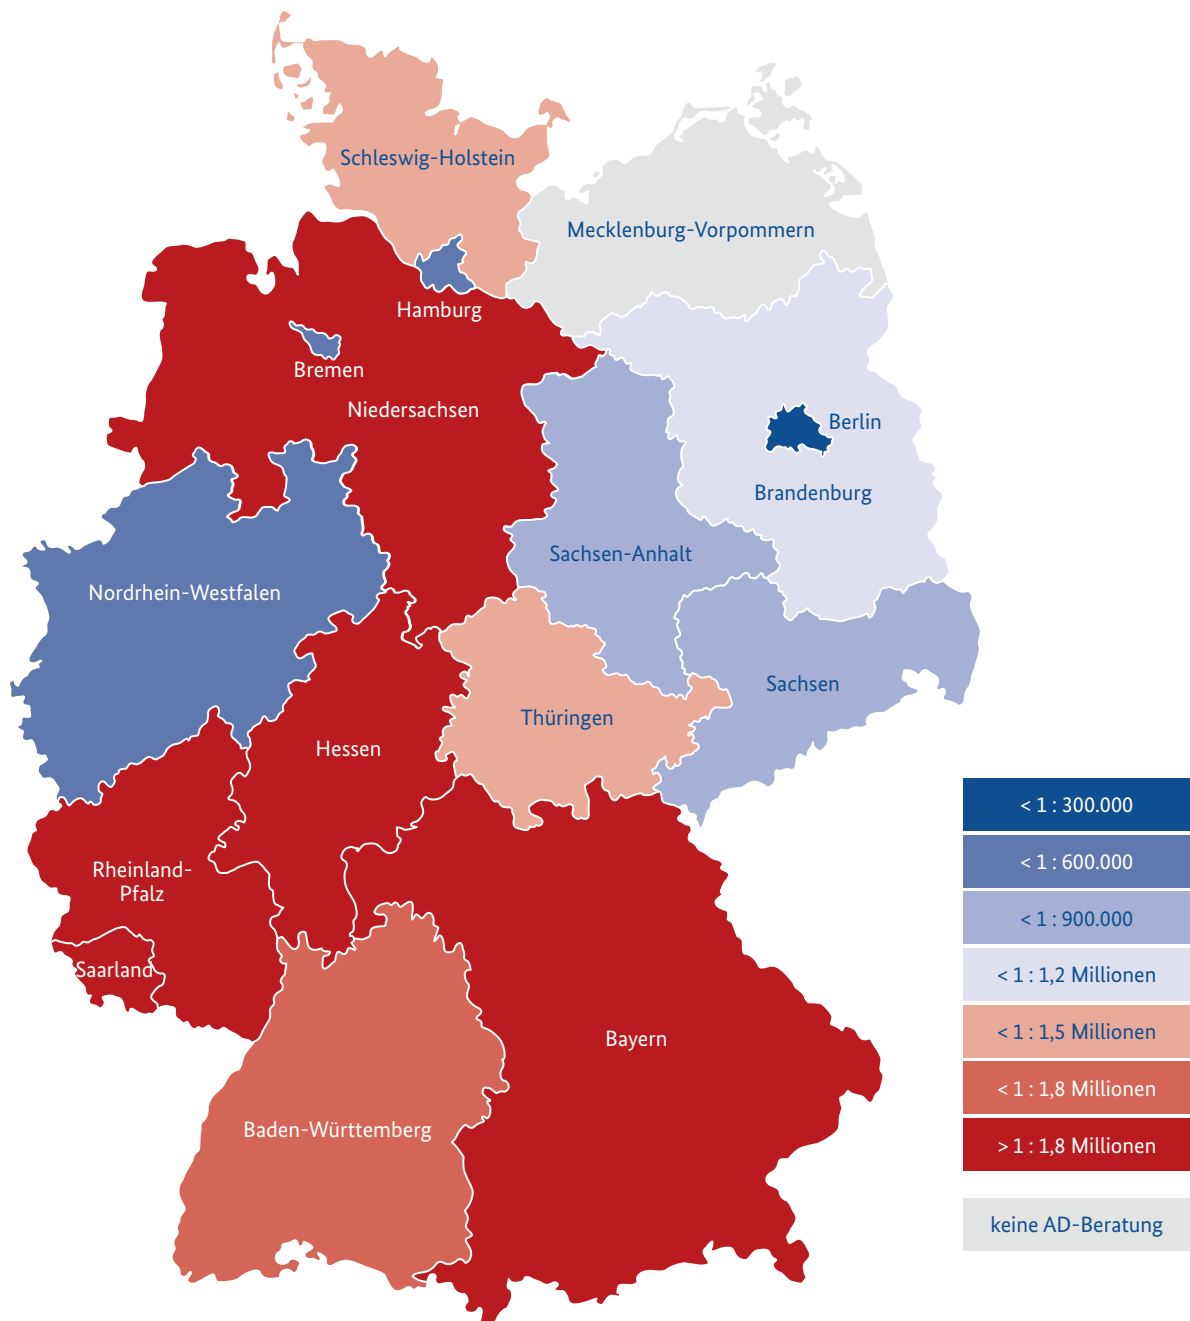 Schleswig-Holstein
Mecklenburg-Vorpommern
Hamburg
Bremen
Niedersachsen
Berlin
Brandenburg
Sachsen-Anhalt
Nordrhein-Westfalen
Sachsen
Thüringen
Hessen
Rheinland-
Pfalz
Saarland
Bayern
Baden-Württemberg
< 1 : 300.000
< 1 : 600.000
< 1 : 900.000
< 1 : 1,2 Millionen
< 1 : 1,5 Millionen
< 1 : 1,8 Millionen
> 1 : 1,8 Millionen
keine AD-Beratung